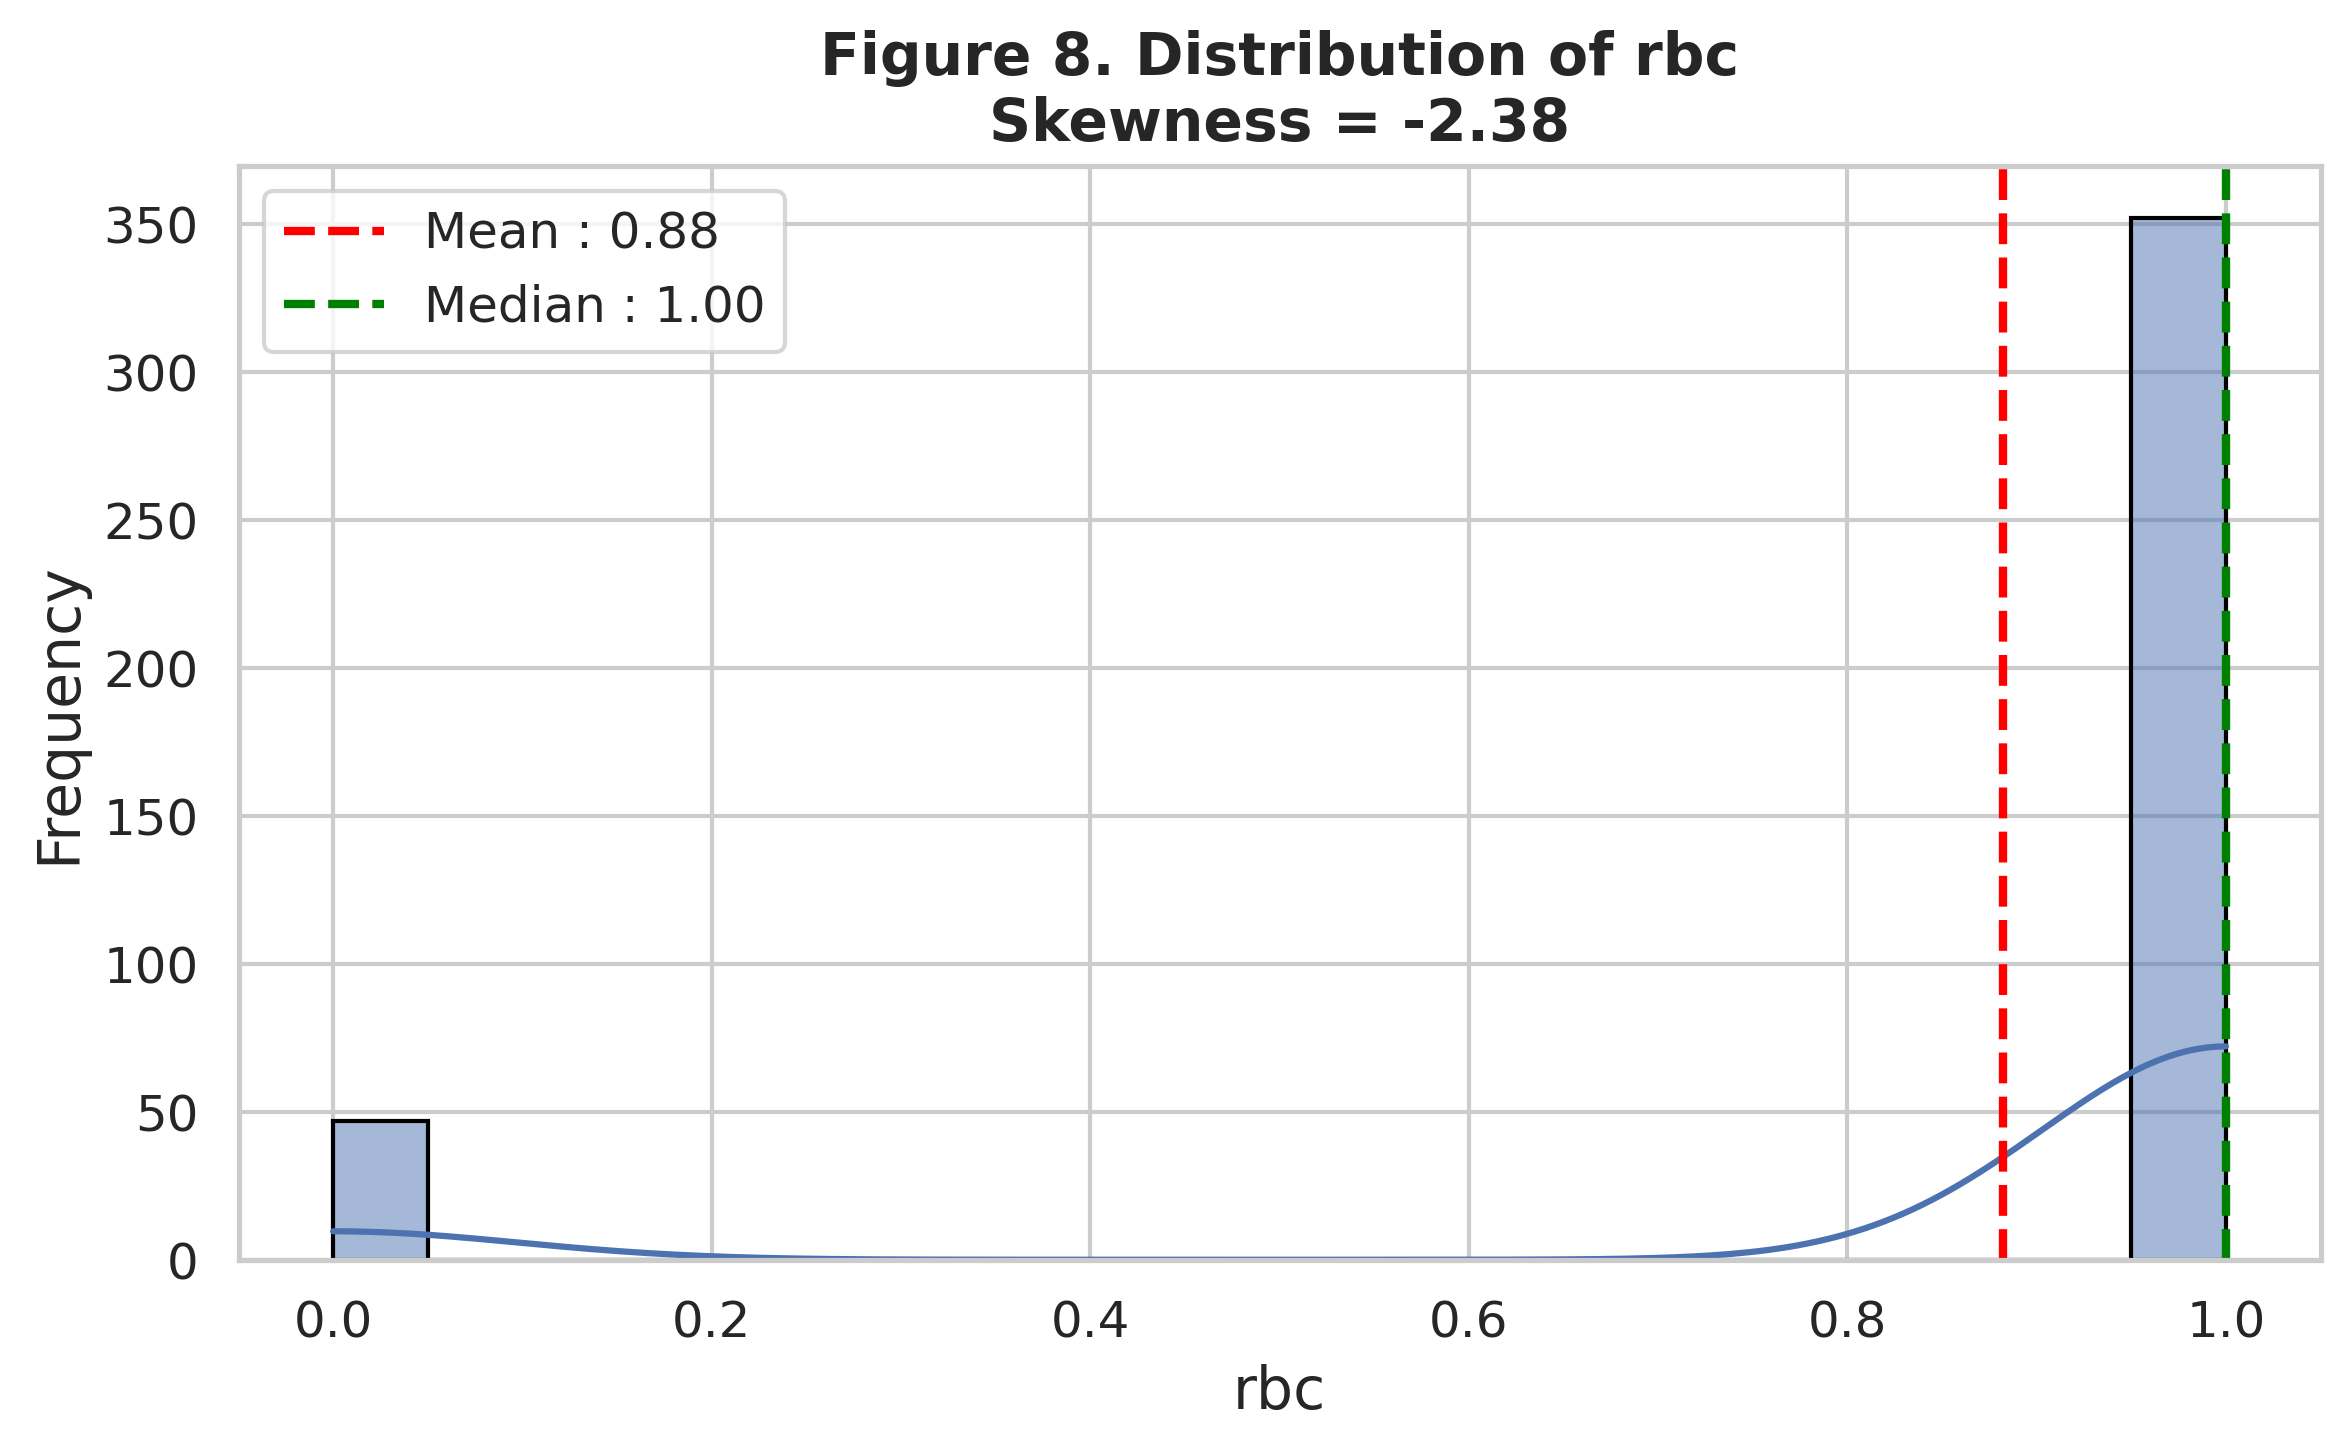 Figure 8. Distribution of rbc
Skewness = -2.38
Mean : 0.88
Median : 1.00
Frequency
350
300
250
200
150
100
50
0
0.0 0.2 0.4 0.6 0.8 1.0
rbc